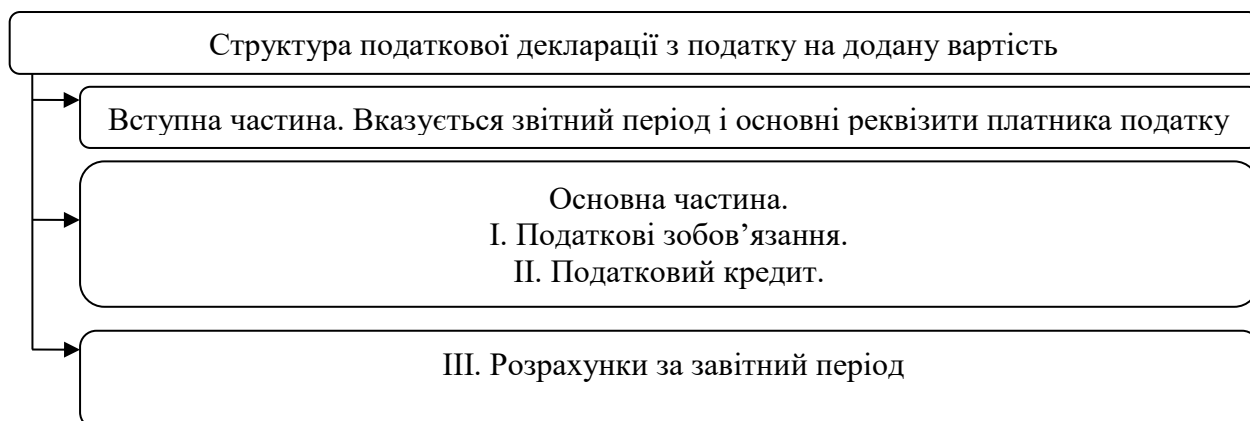 Структура податкової декларації з податку на додану вартість
Вступна частина. Вказується звітний період і основні реквізити платника податку
Основна частина.
І. Податкові зобов’язання.
ІІ. Податковий кредит.
ІІІ. Розрахунки за завітний період